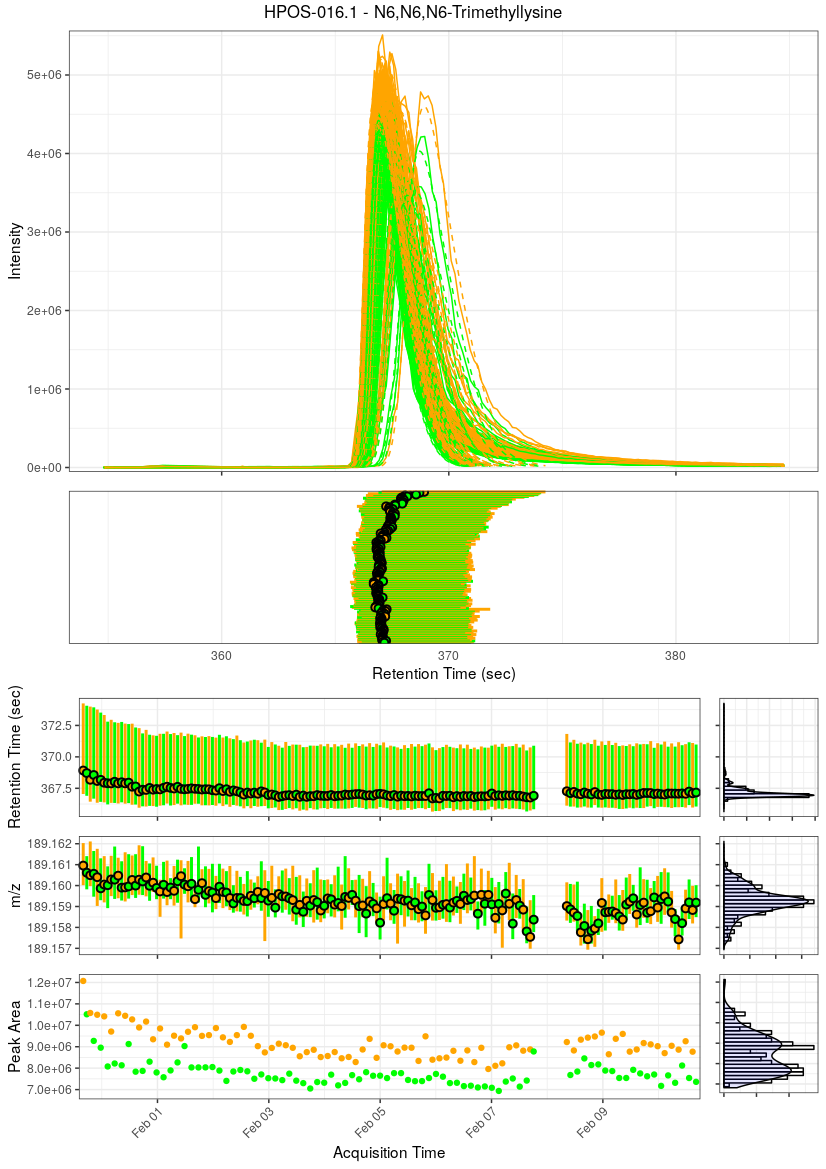 HPOS-016.1 - N6,N6,N6-Trimethyllysine
Intensity
5e+06
4e+06
3e+06
2e+06
1e+06
0e+00
360
370
380
Retention Time (sec)
Retention Time (sec)
372.5
370.0
367.5
m/z
189.162
189.161
189.160
189.159
189.158
189.157
Peak Area
1.2e+07
1.1e+07
1.0e+07
9.0e+06
8.0e+06
7.0e+06
Feb 01
Feb 03
Feb 05
Feb 07
Feb 09
Acquisition Time